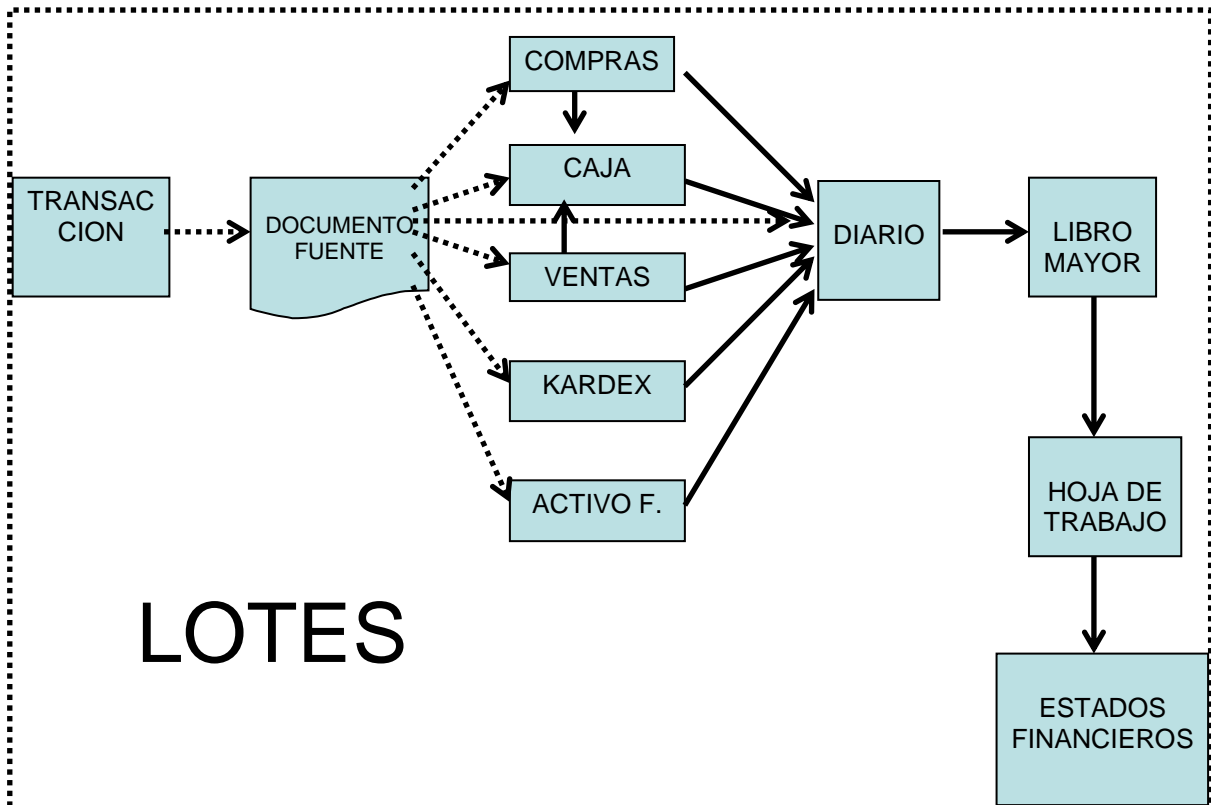 COMPRAS
CAJA
TRANSAC
CION
DOCUMENTO
FUENTE
VENTAS
DIARIO
LIBRO
MAYOR
KARDEX
ACTIVO F.
HOJA DE
TRABAJO
LOTES
ESTADOS
FINANCIEROS